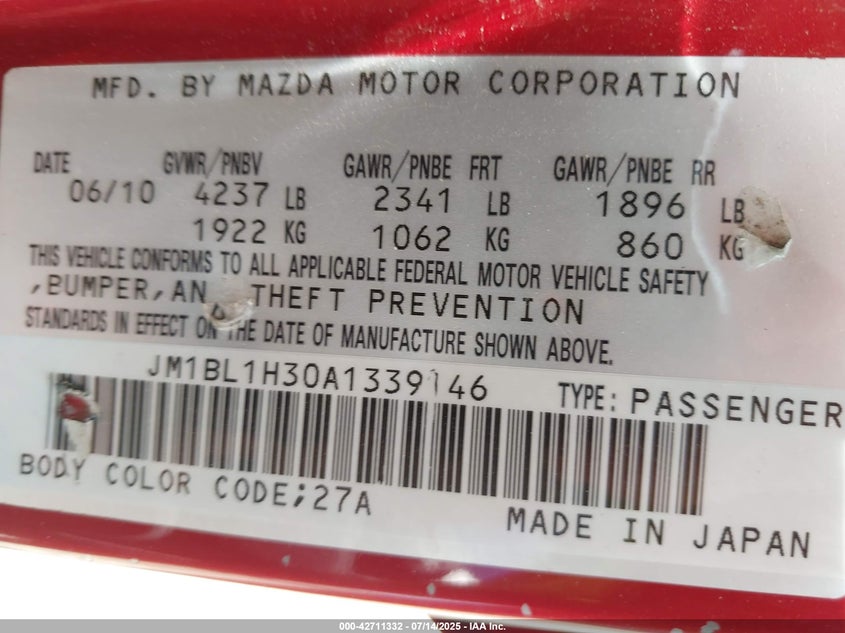 MFD. BY MAZDA MOTOR CORPORATION
DATE GVWR/PNBV GAWR/PNBE FRT GAWR/PNBE RR
06/10 4237 LB 2341 LB 1896 LB
1922 KG 1062 KG 860 KG
THIS VEHICLE CONFORMS TO ALL APPLICABLE FEDERAL MOTOR VEHICLE SAFETY
,BUMPER,AN THEFT PREVENTION
STANDARDS IN EFFECT ON THE DATE OF MANUFACTURE SHOWN ABOVE.
JM1BL1H30A1339146 TYPE: PASSENGER
BODY COLOR CODE;27A
MADE IN JAPAN
000-42711332 - 07/14/2025 - IAA Inc.